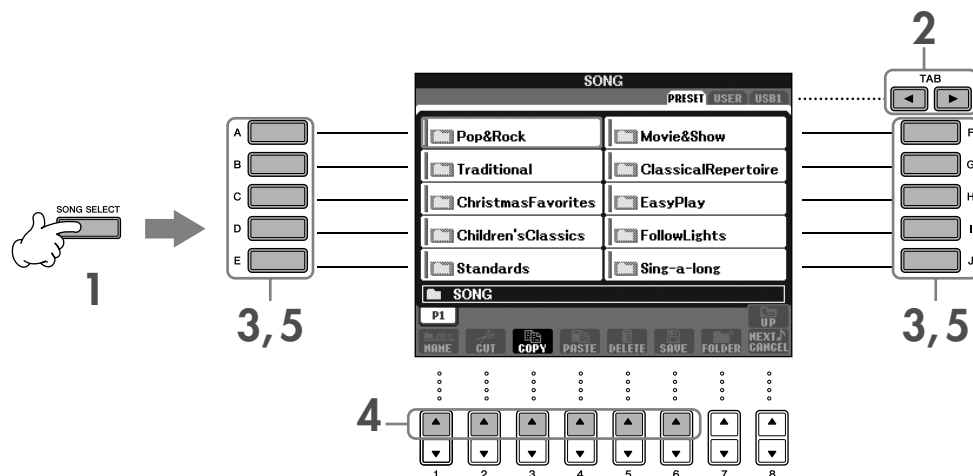 2
TAB
SONG
PRESET USER USB1
A
Pop&Rock
Movie&Show
F
B
Traditional
ClassicalRepertoire
G
SONG SELECT
C
ChristmasFavorites
EasyPlay
H
D
Children'sClassics
FollowLights
I
E
Standards
Sing-a-long
J
1
SONG
3, 5
3, 5
P1
UP
NAME CUT COPY PASTE DELETE SAVE FOLDER NEXT♪
CANCEL
4
1 2 3 4 5 6 7 8